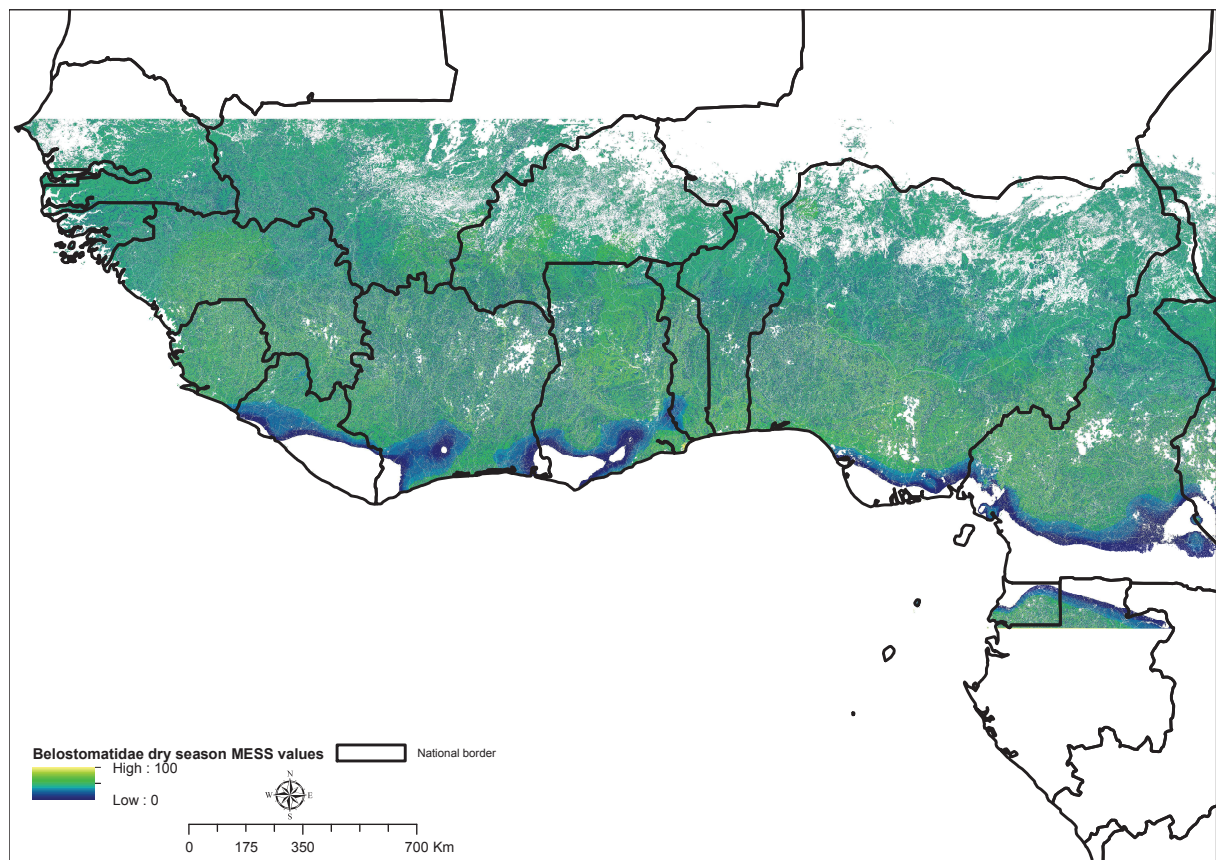 Belostomatidae dry season MESS values
National border
High : 100
Low : 0
N
W E
S
0 175 350 700 Km